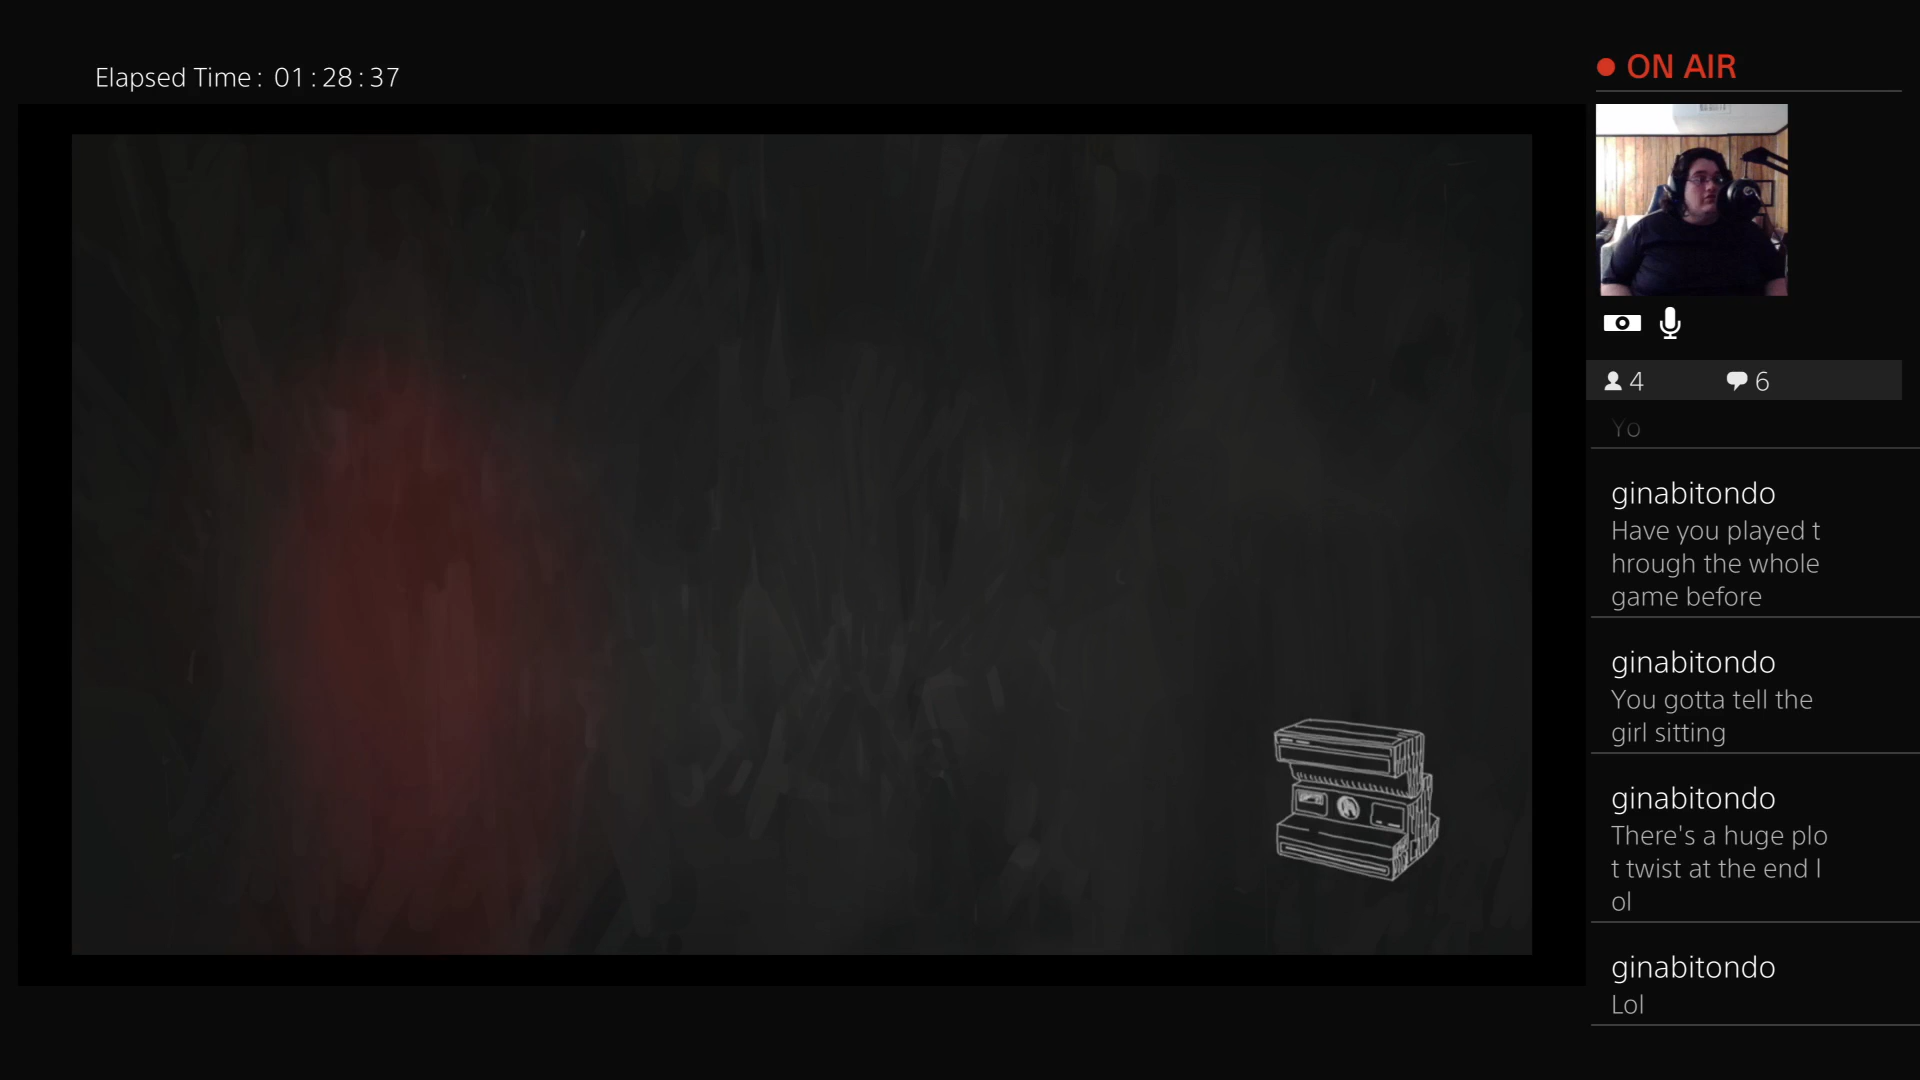 Elapsed Time: 01:28:37
ON AIR
4 6
Yo
ginabitondo
Have you played t
hrough the whole
game before
ginabitondo
You gotta tell the
girl sitting
ginabitondo
There's a huge plo
t twist at the end l
ol
ginabitondo
Lol